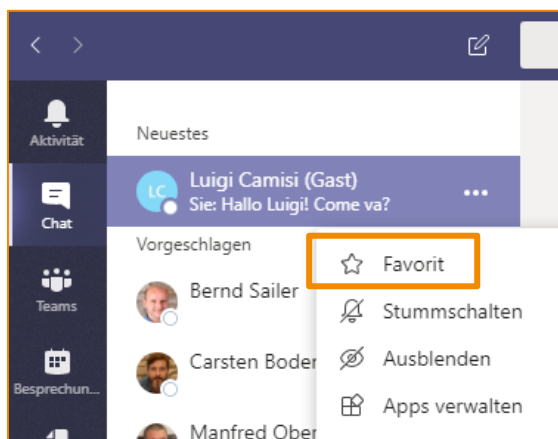 Aktivität
Chat
Teams
Besprechun...
Neuestes
LC
Luigi Camisi (Gast)
Sie: Hallo Luigi! Come va?
Vorgeschlagen
Bernd Sailer
Carsten Boder
Manfred Ober
Favorit
Stummschalten
Ausblenden
Apps verwalten